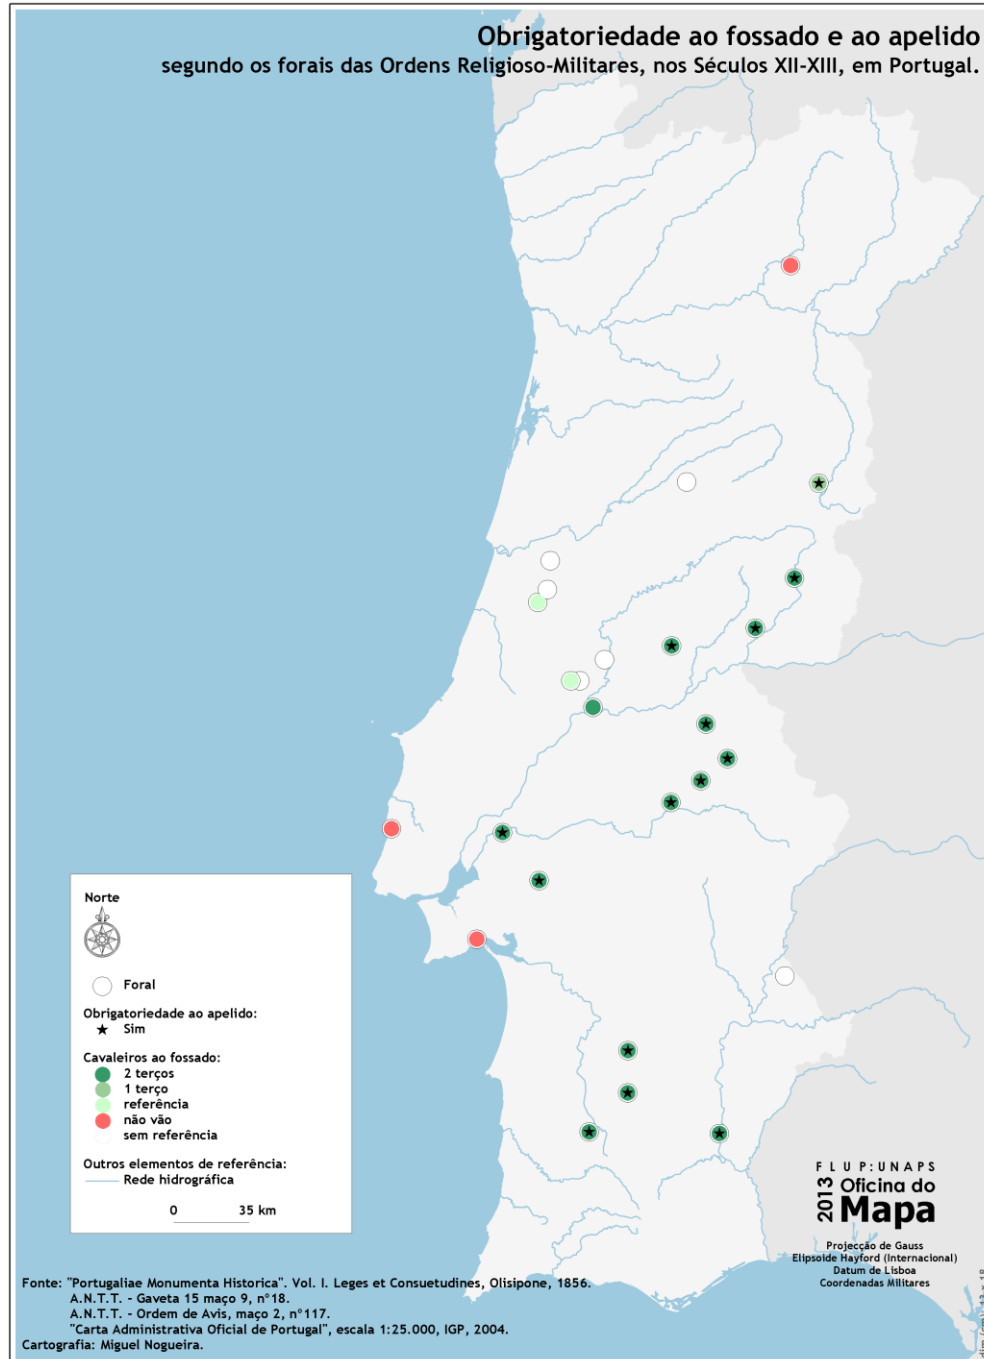 Obrigatoriedade ao fossado e ao apelido
segundo os forais das Ordens Religioso-Militares, nos Séculos XII-XIII, em Portugal.
Norte
Foral
Obrigatoriedade ao apelido:
Sim
Cavaleiros ao fossado:
2 terços
1 terço
referência
não vão
sem referência
Outros elementos de referência:
Rede hidrográfica
0 35 km
FLUP:UNAPS
2013 Oficina do
Mapa
Projecção de Gauss
Elipsoide Hayford (Internacional)
Datum de Lisboa
Coordenadas Militares
Fonte: "Portugaliae Monumenta Historica". Vol. I. Leges et Consuetudines, Olisipone, 1856.
A.N.T.T. - Gaveta 15 maço 9, nº18.
A.N.T.T. - Ordem de Avis, maço 2, nº117.
"Carta Administrativa Oficial de Portugal", escala 1:25.000, IGP, 2004.
Cartografia: Miguel Nogueira.